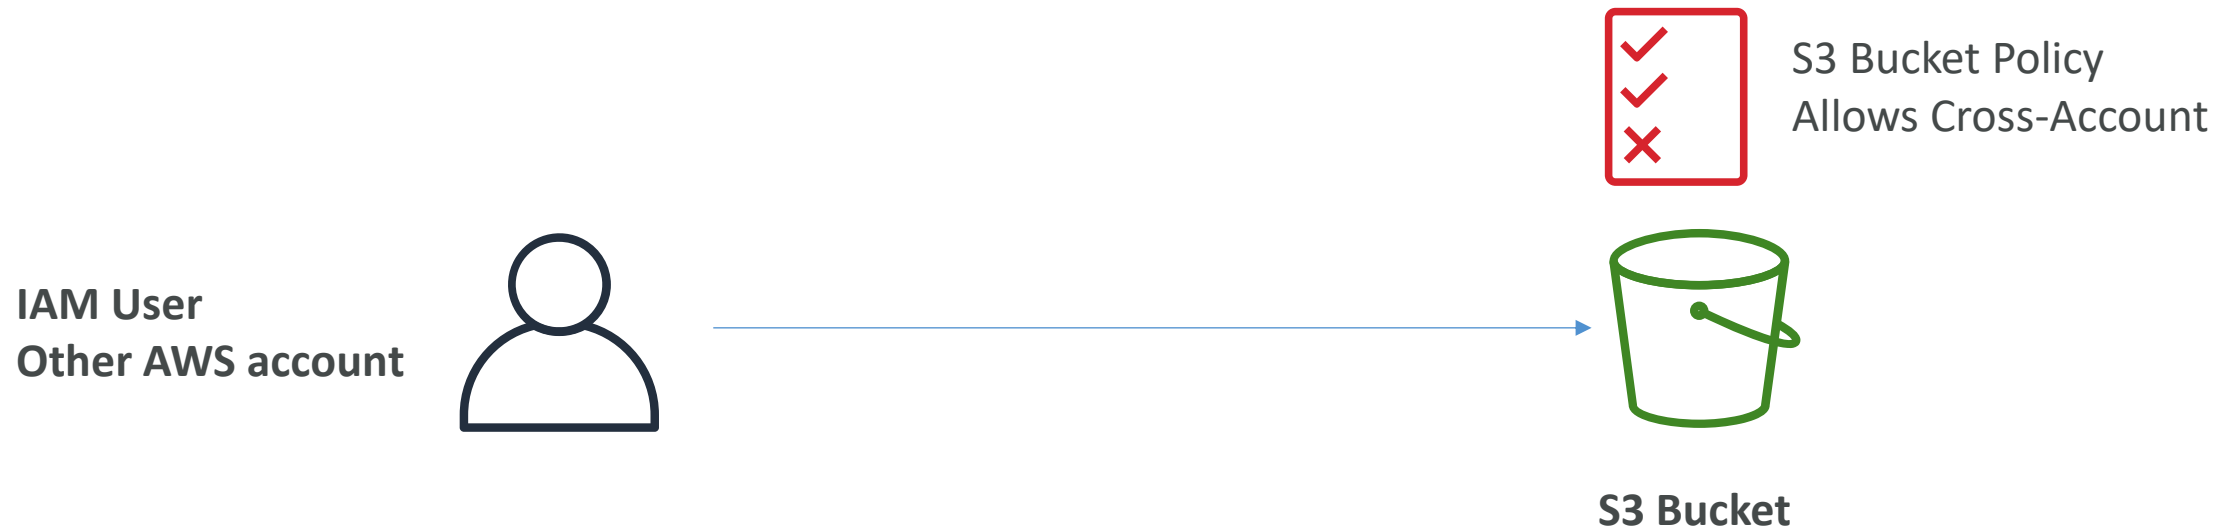 S3 Bucket Policy
Allows Cross-Account
IAM User
Other AWS account
S3 Bucket